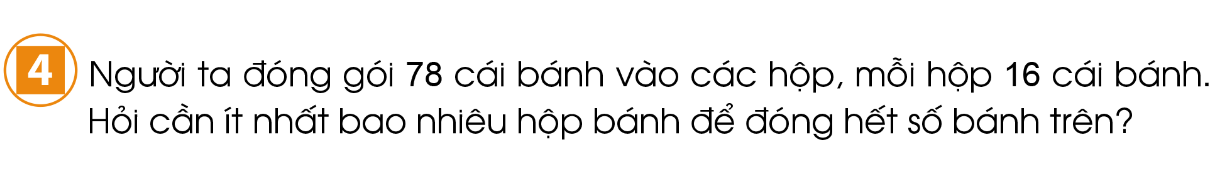 4 Người ta đóng gói 78 cái bánh vào các hộp, mỗi hộp 16 cái bánh.
Hỏi cần ít nhất bao nhiêu hộp bánh để đóng hết số bánh trên?